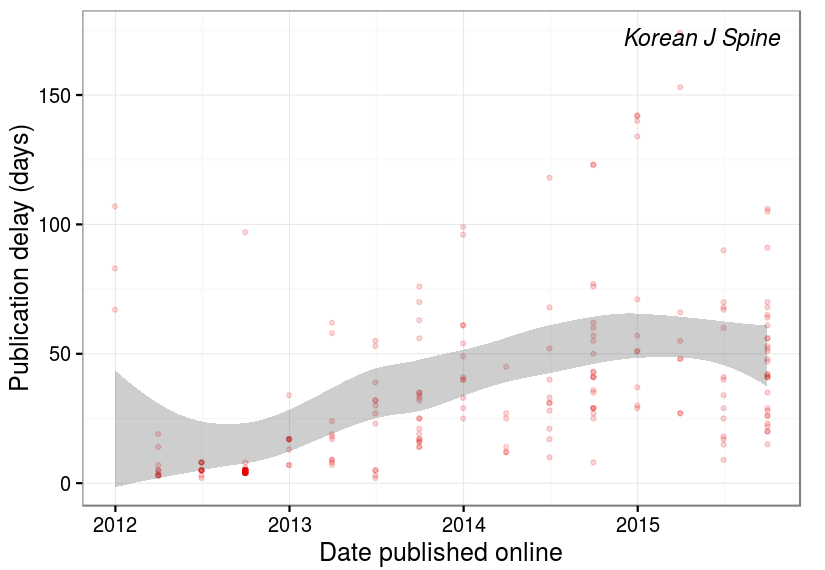 Korean J Spine
Publication delay (days)
150
100
50
0
2012 2013 2014 2015
Date published online